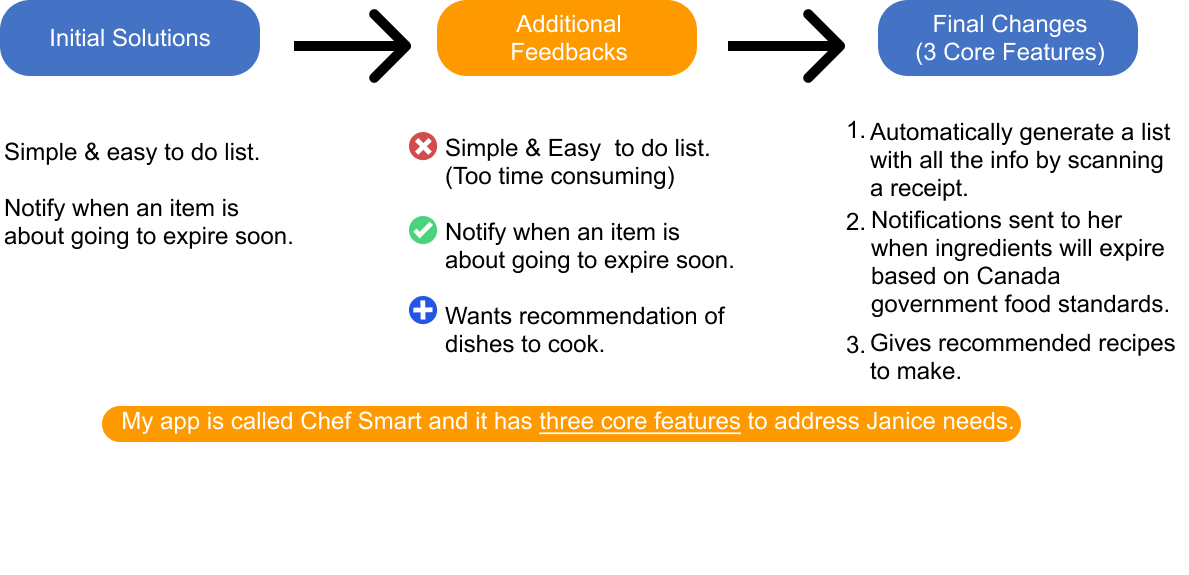 Initial Solutions
Additional
Feedbacks
Final Changes
(3 Core Features)
Simple & easy to do list.
Notify when an item is
about going to expire soon.
Simple & Easy  to do list.
(Too time consuming)
Notify when an item is
about going to expire soon.
Wants recommendation of
dishes to cook.
1. Automatically generate a list
with all the info by scanning
a receipt.
2. Notifications sent to her
when ingredients will expire
based on Canada
government food standards.
3. Gives recommended recipes
to make.
My app is called Chef Smart and it has three core features to address Janice needs.